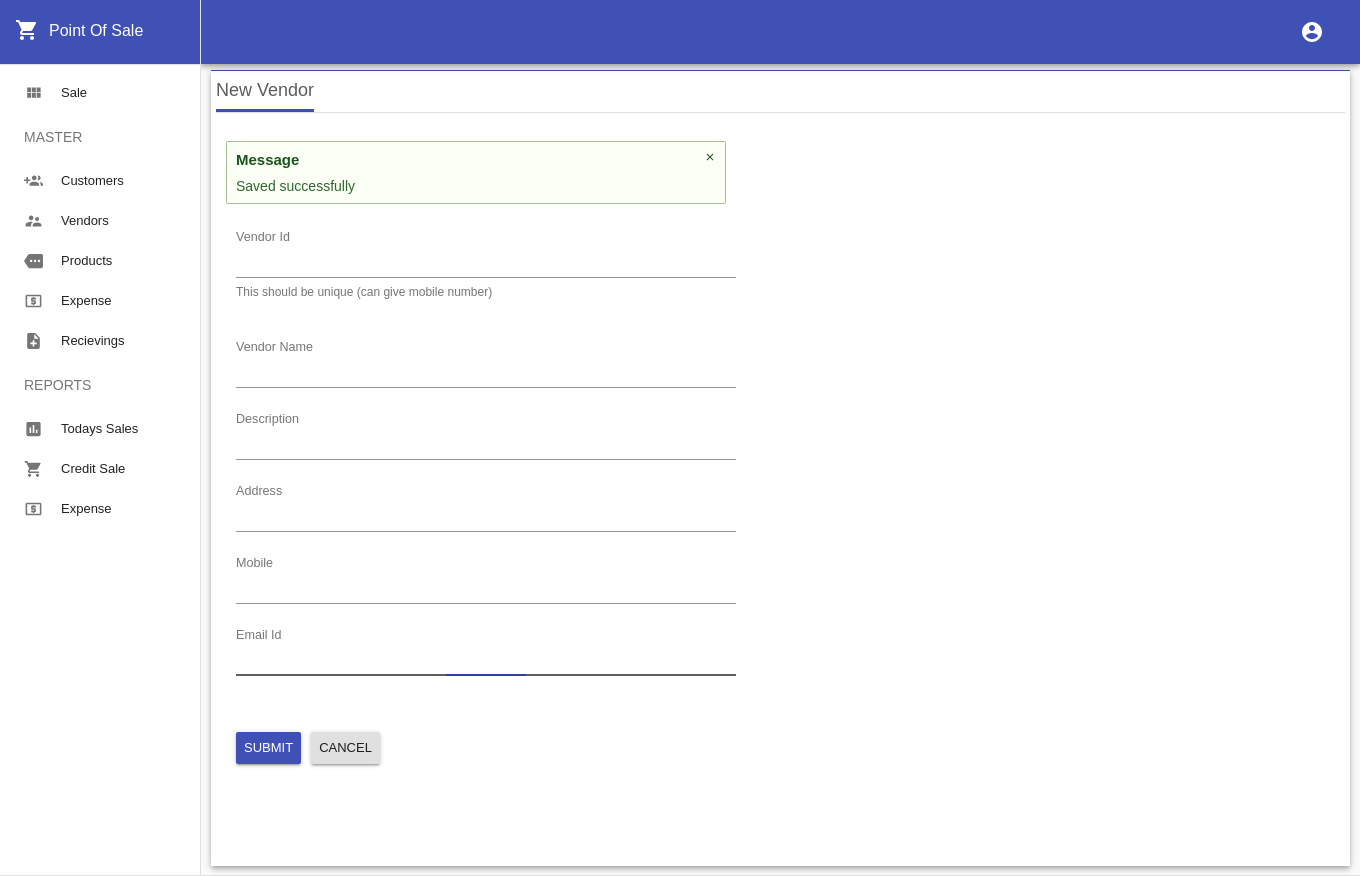 Point Of Sale
Sale
MASTER
Customers
Vendors
Products
Expense
Recievings
REPORTS
Todays Sales
Credit Sale
Expense
New Vendor
Message
×
Saved successfully
Vendor Id
This should be unique (can give mobile number)
Vendor Name
Description
Address
Mobile
Email Id
SUBMIT
CANCEL